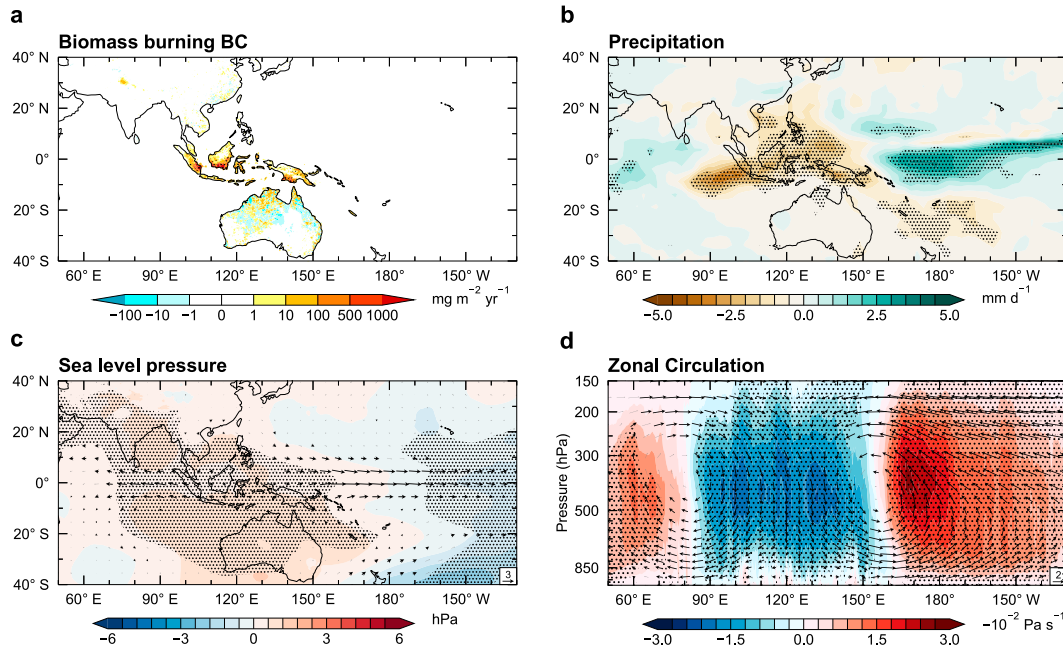 a
Biomass burning BC
40° N
20° N
0°
20° S
40° S
60° E 90° E 120° E 150° E 180° 150° W
−100 −10 −1 0 1 10 100 500 1000
mg m⁻² yr⁻¹
b
Precipitation
40° N
20° N
0°
20° S
40° S
60° E 90° E 120° E 150° E 180° 150° W
−5.0 −2.5 0.0 2.5 5.0
mm d⁻¹
c
Sea level pressure
40° N
20° N
0°
20° S
40° S
3
60° E 90° E 120° E 150° E 180° 150° W
−6 −3 0 3 6
hPa
d
Zonal Circulation
Pressure (hPa)
150
200
300
500
850
2
60° E 90° E 120° E 150° E 180° 150° W
−3.0 −1.5 0.0 1.5 3.0
−10⁻² Pa s⁻¹